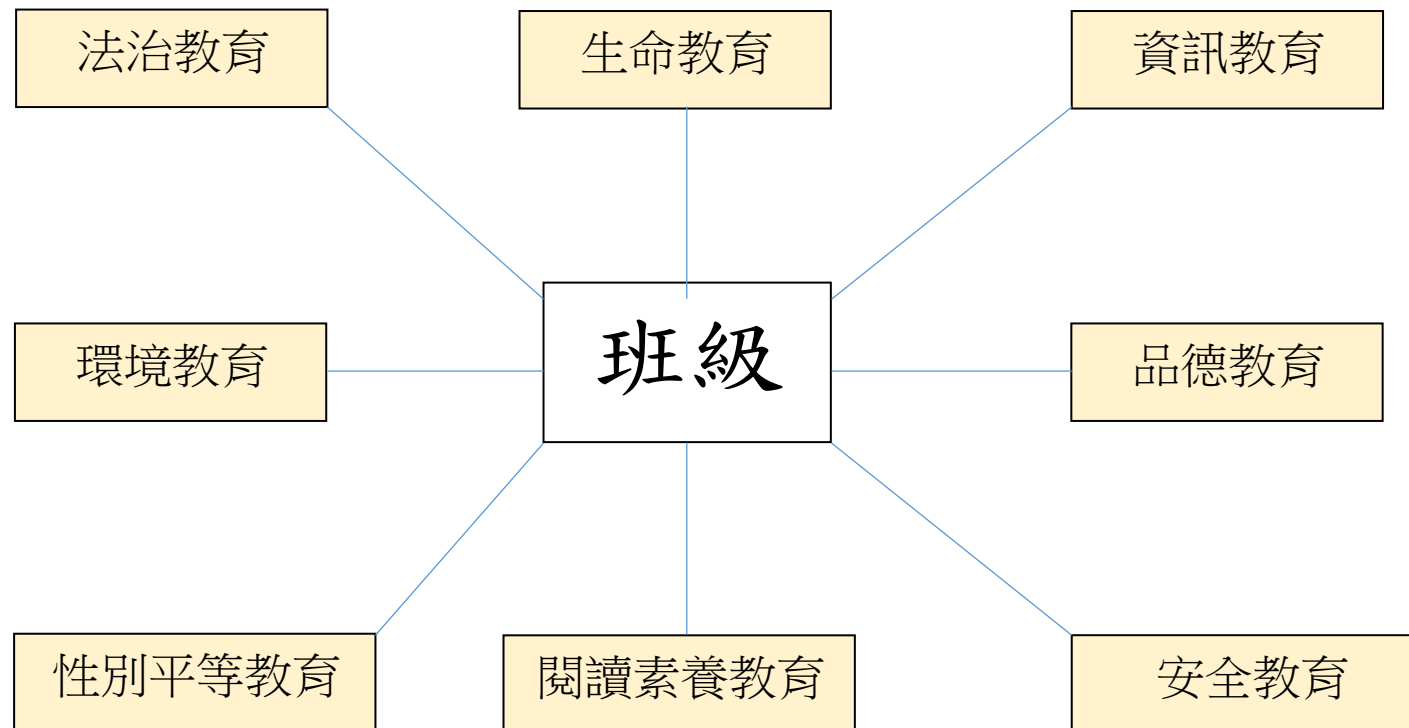 法治教育
生命教育
資訊教育
環境教育
班級
品德教育
性別平等教育
閱讀素養教育
安全教育